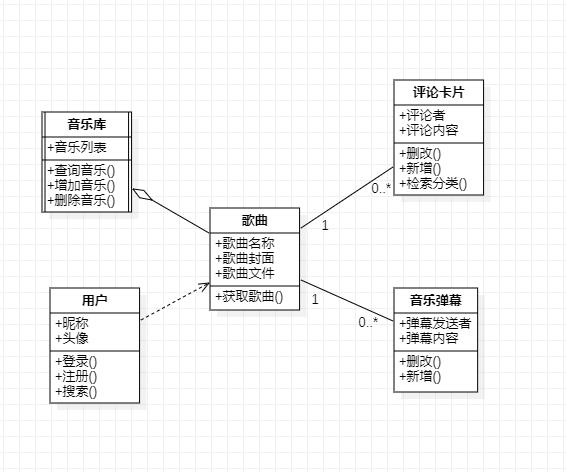 音乐库
+音乐列表
+查询音乐()
+增加音乐()
+删除音乐()
评论卡片
+评论者
+评论内容
+删改()
+新增()
+检索分类()
0..*
1
歌曲
+歌曲名称
+歌曲封面
+歌曲文件
+获取歌曲()
1
0..*
用户
+昵称
+头像
+登录()
+注册()
+搜索()
音乐弹幕
+弹幕发送者
+弹幕内容
+删改()
+新增()